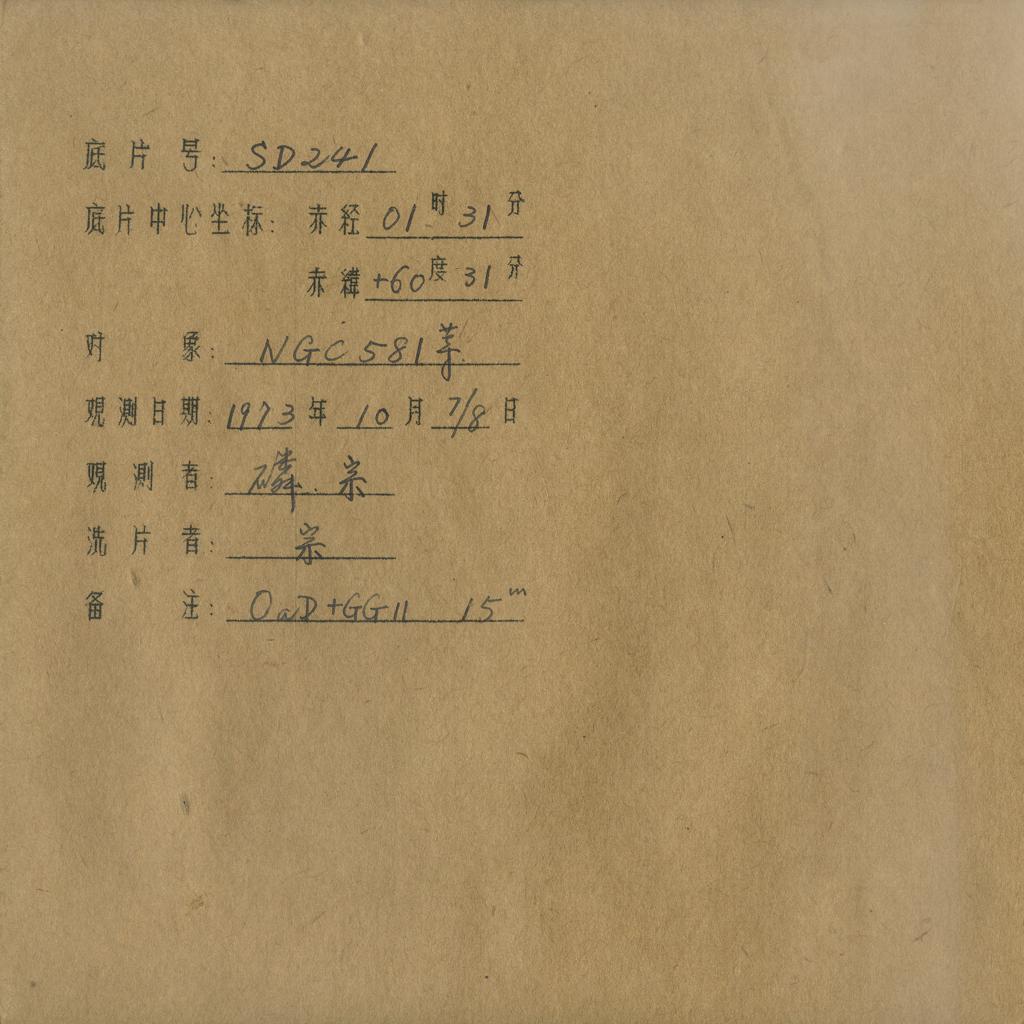 底片号: SD241
底片中心坐标: 赤经 01时 31分
赤緯 +60度 31分
对象: NGC581等
观测日期: 1973年 10月 7/8日
观测者: 磷. 宗
洗片者: 宗
备注: OaD+GG11 15m